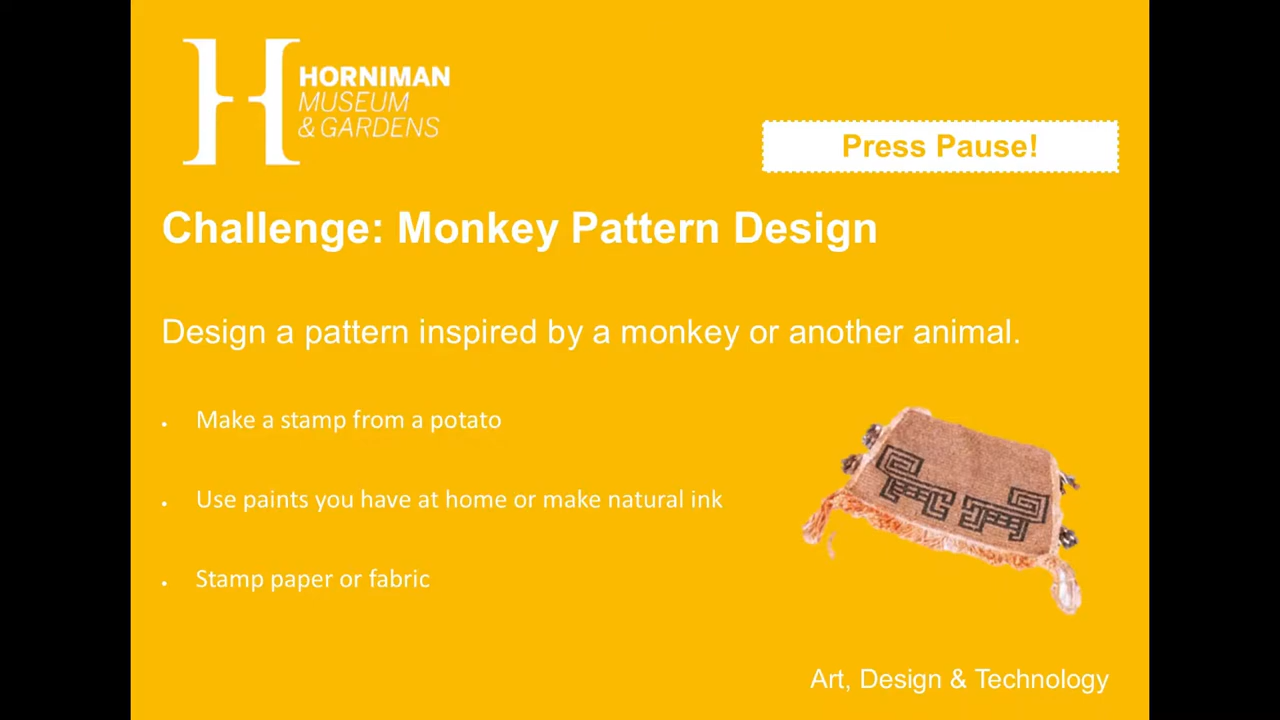 HORNIMAN
MUSEUM
& GARDENS
Press Pause!
Challenge: Monkey Pattern Design
Design a pattern inspired by a monkey or another animal.
• Make a stamp from a potato
• Use paints you have at home or make natural ink
• Stamp paper or fabric
Art, Design & Technology